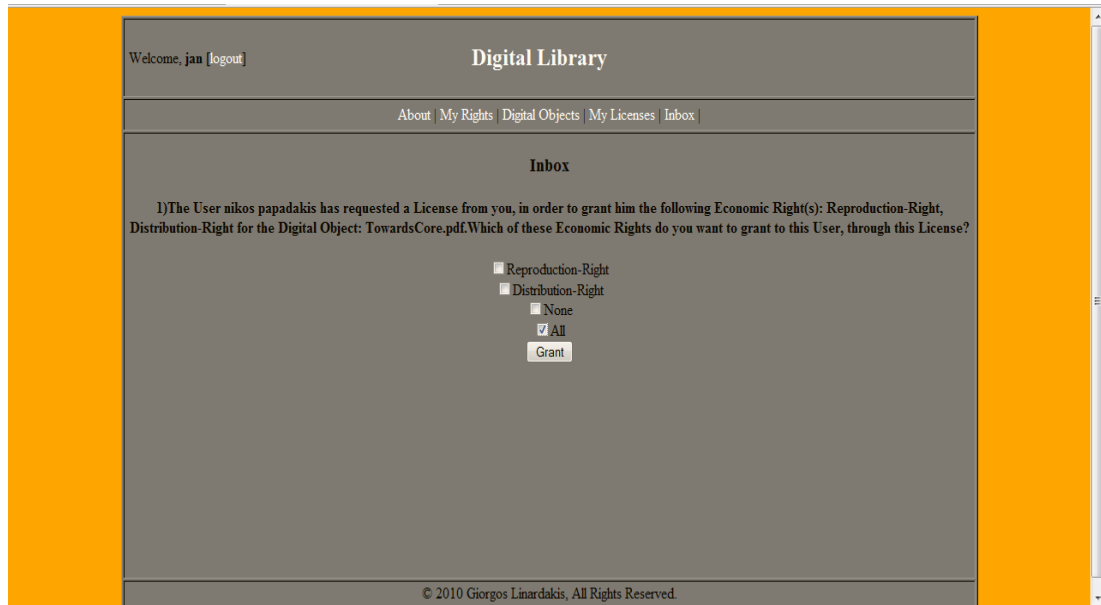 Welcome, jan [logout]
Digital Library
About | My Rights | Digital Objects | My Licenses | Inbox |
Inbox
1)The User nikos papadakis has requested a License from you, in order to grant him the following Economic Right(s): Reproduction-Right,
Distribution-Right for the Digital Object: TowardsCore.pdf.Which of these Economic Rights do you want to grant to this User, through this License?
Reproduction-Right
Distribution-Right
None
All
Grant
© 2010 Giorgos Linardakis, All Rights Reserved.